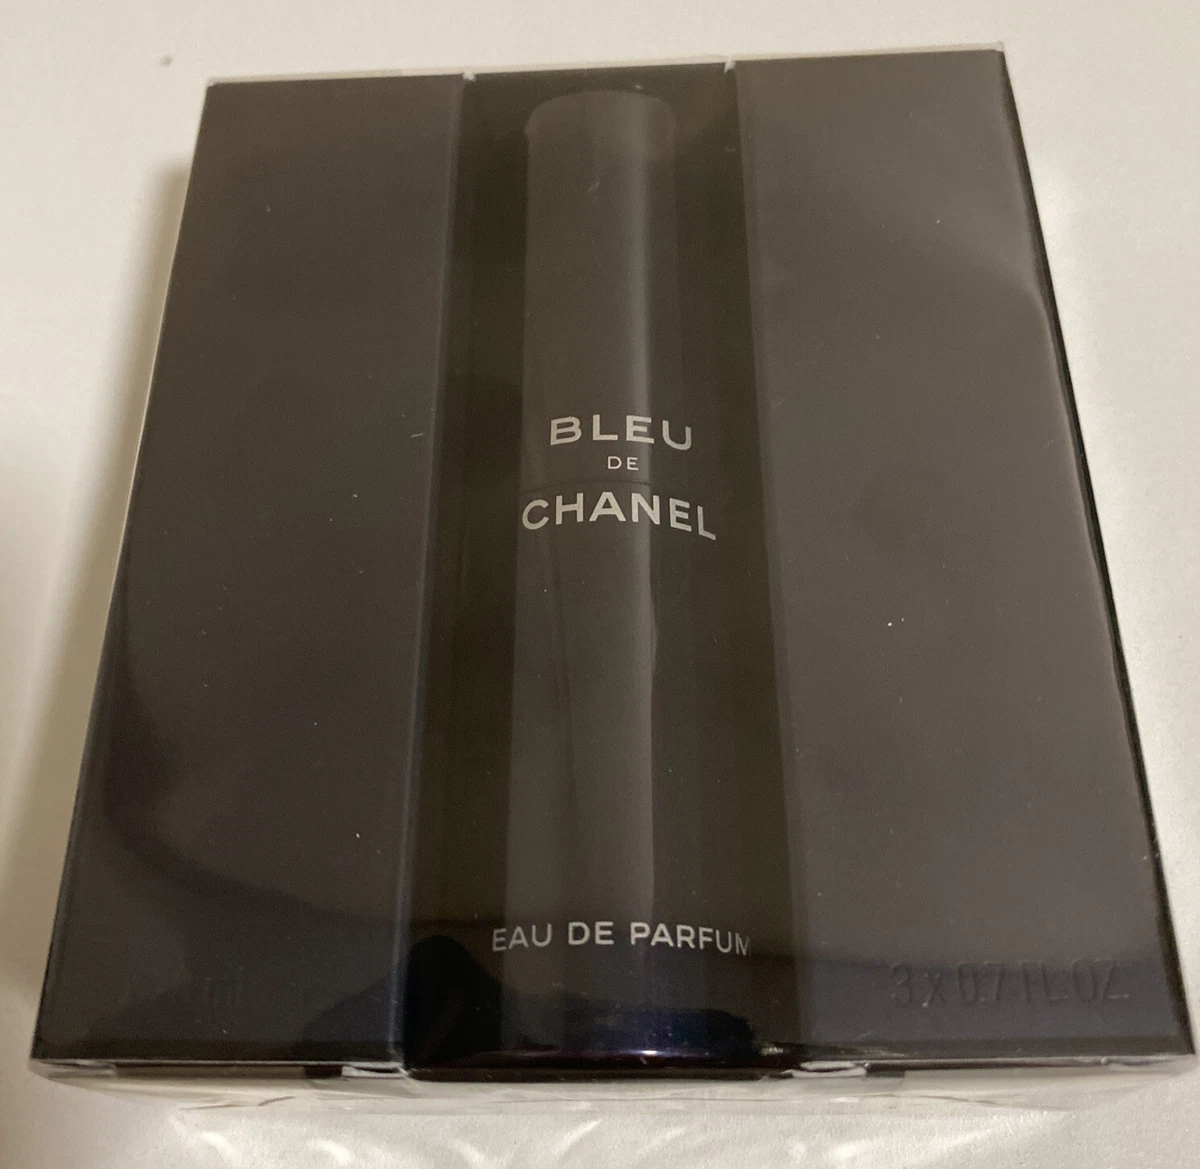 BLEU
DE
CHANEL
EAU DE PARFUM
3 x 0.7 FL. OZ.